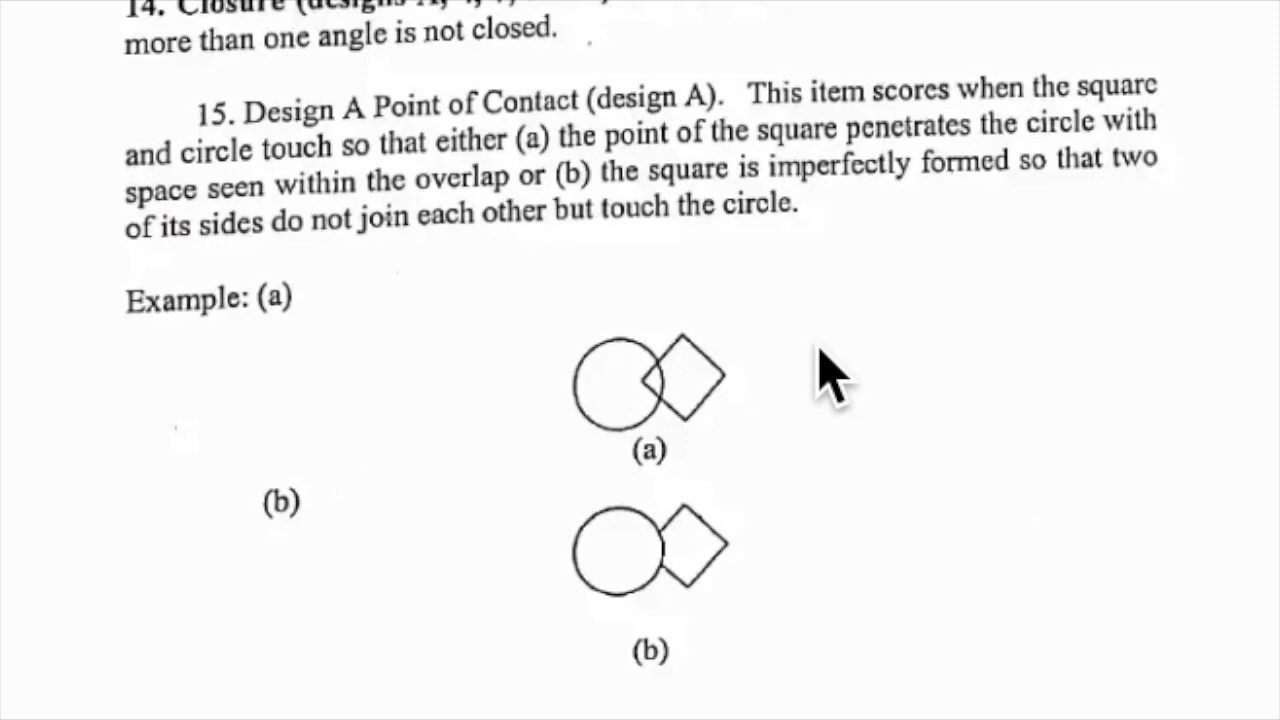 14. Closure
more than one angle is not closed.
15. Design A Point of Contact (design A). This item scores when the square
and circle touch so that either (a) the point of the square penetrates the circle with
space seen within the overlap or (b) the square is imperfectly formed so that two
of its sides do not join each other but touch the circle.
Example: (a)
(a)
(b)
(b)